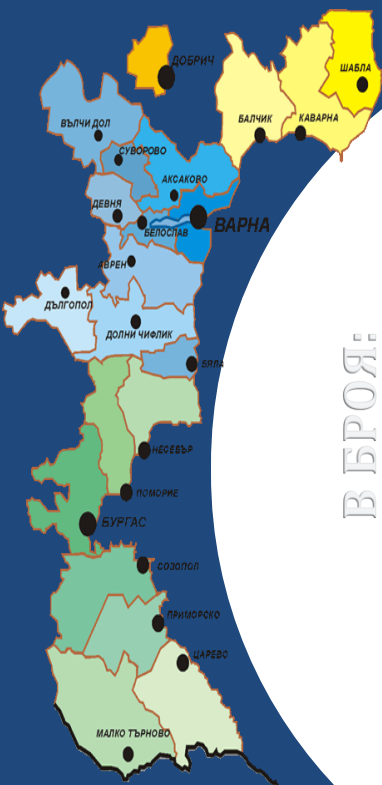 ДОБРИЧ
ШАБЛА
БАЛЧИК
КАВАРНА
ВЪЛЧИ ДОЛ
СУВОРОВО
АКСАКОВО
ДЕВНЯ
ВАРНА
БЕЛОСЛАВ
АВРЕН
ДЪЛГОПОЛ
ДОЛНИ ЧИФЛИК
БЯЛА
В БРОЯ:
НЕСЕБЪР
ПОМОРИЕ
БУРГАС
СОЗОПОЛ
ПРИМОРСКО
ЦАРЕВО
МАЛКО ТЪРНОВО